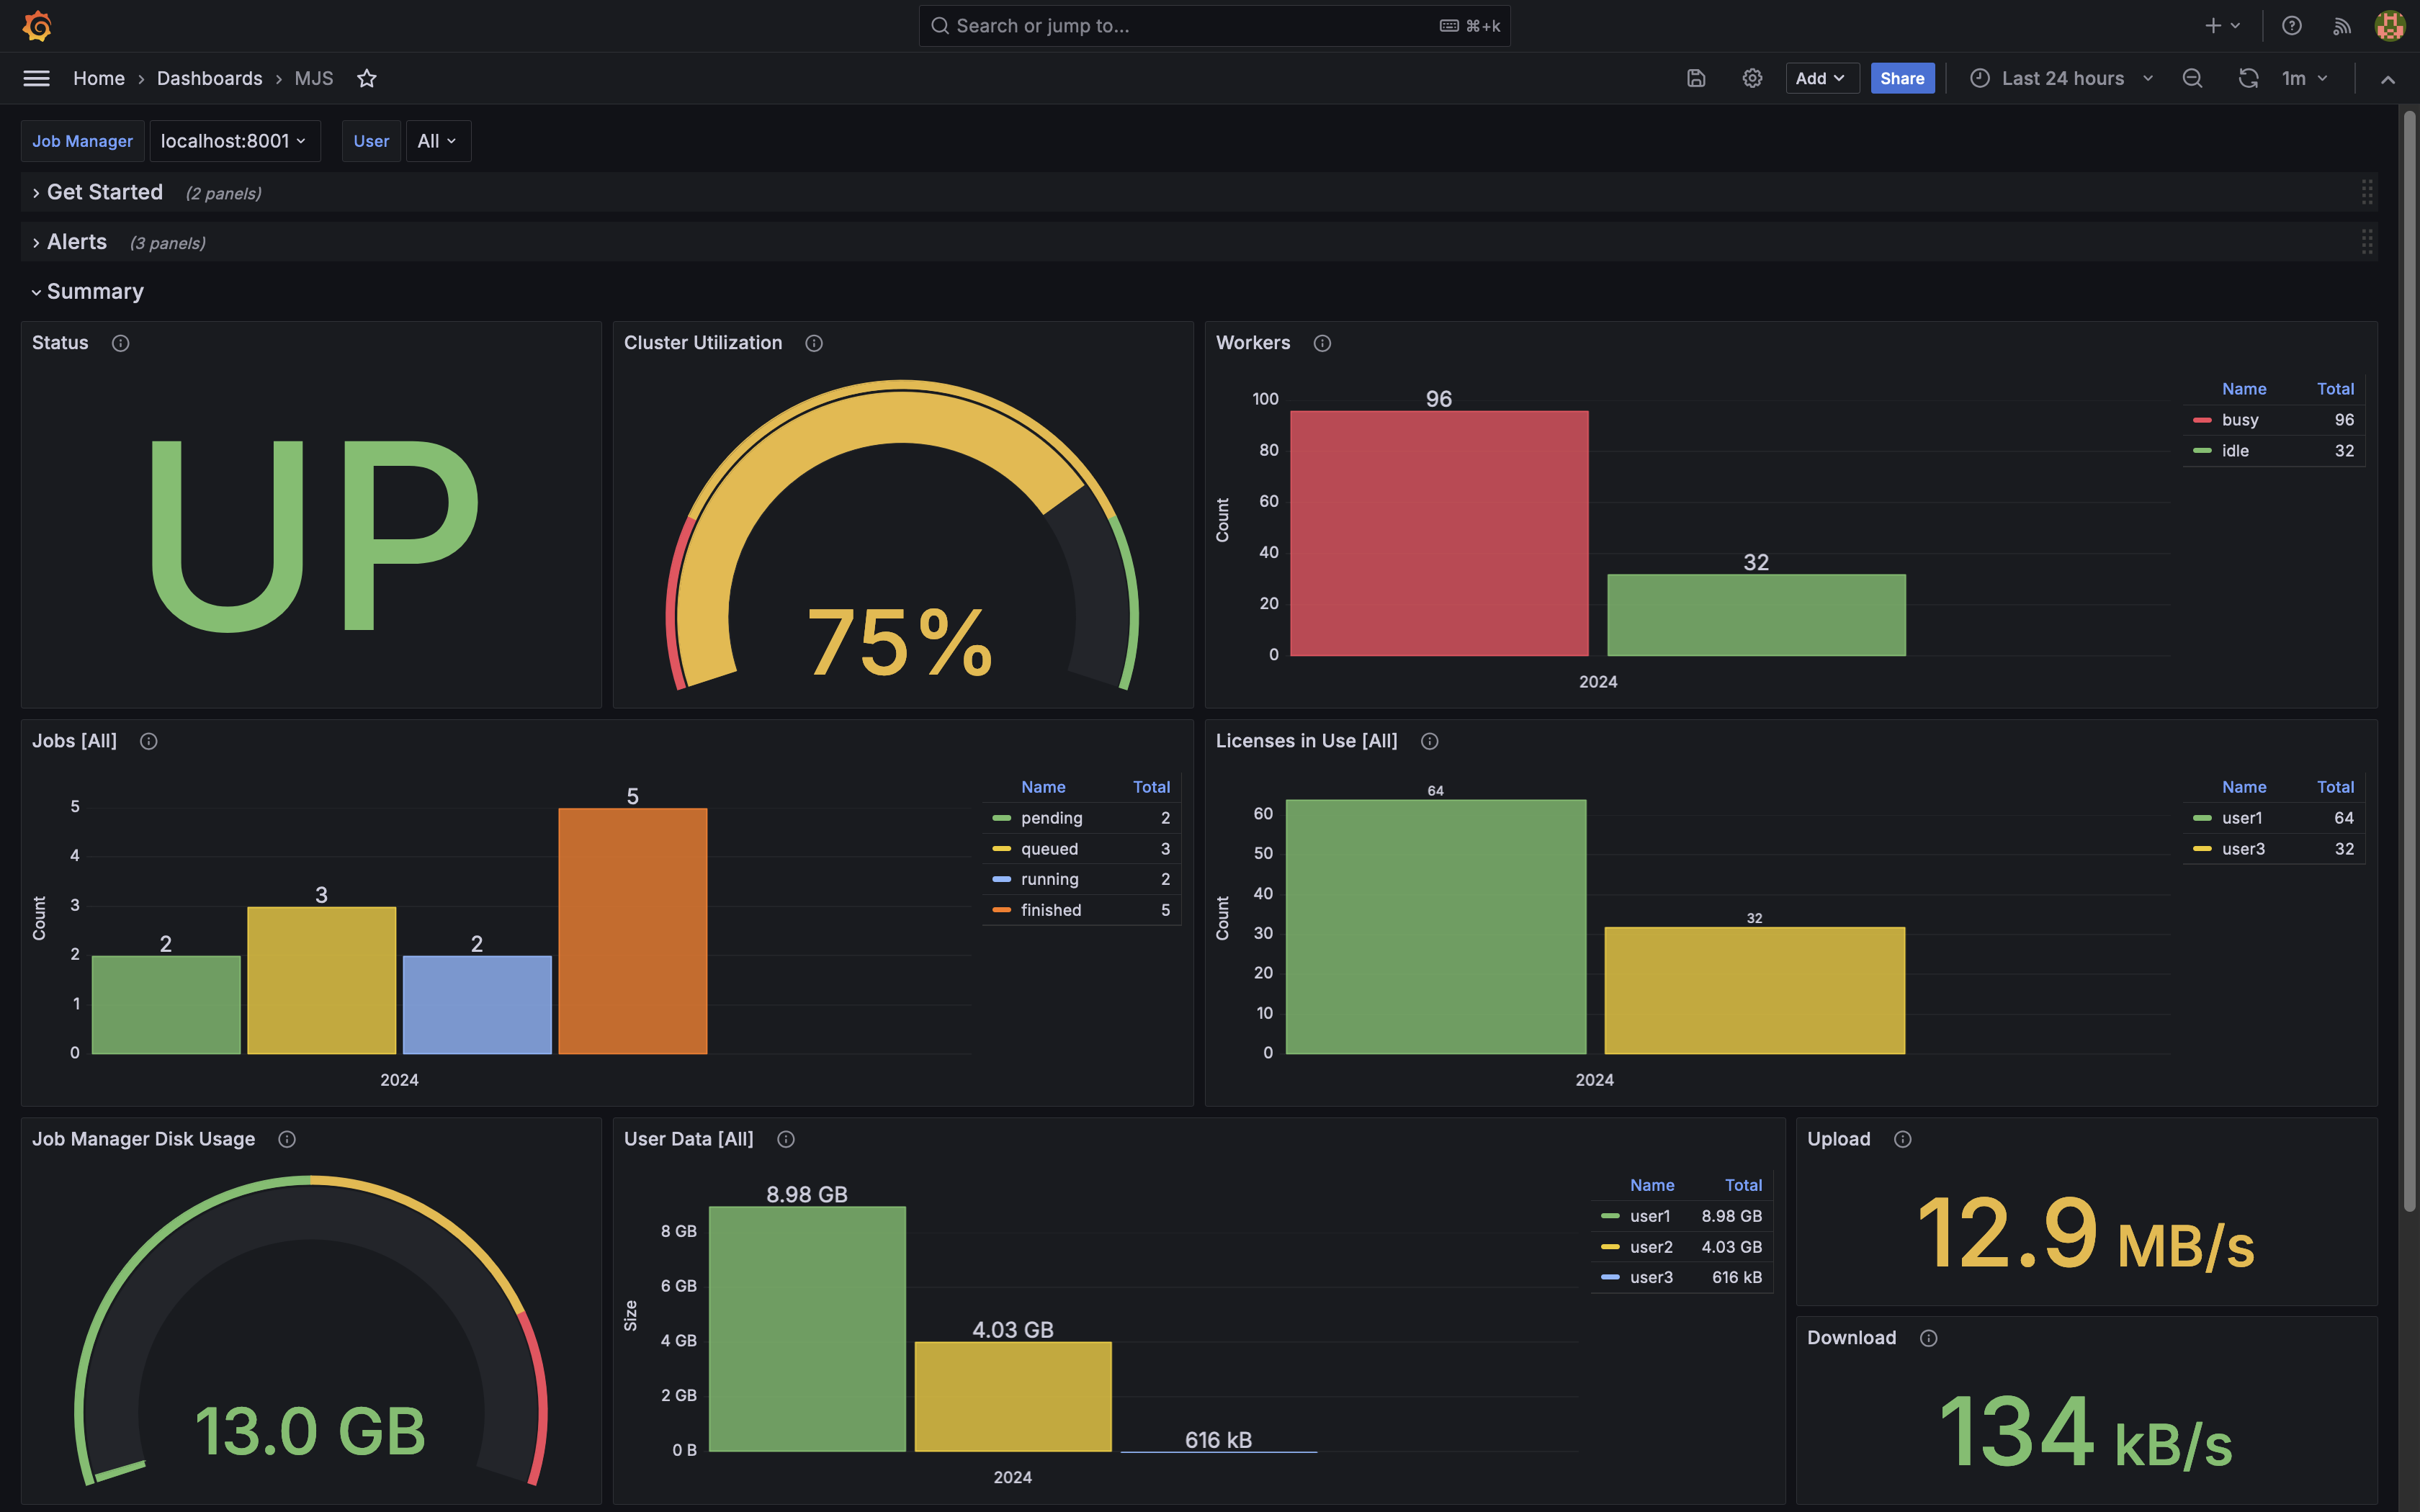 Search or jump to... ⌘+k
Home › Dashboards › MJS
Add Share Last 24 hours 1m
Job Manager localhost:8001 User All
Get Started (2 panels)
Alerts (3 panels)
Summary
Status
UP
Cluster Utilization
75%
Workers
Count
100
80
60
40
20
0
96
32
2024
Name Total
busy 96
idle 32
Jobs [All]
Count
5
4
3
2
1
0
2
3
2
5
2024
Name Total
pending 2
queued 3
running 2
finished 5
Licenses in Use [All]
Count
60
50
40
30
20
10
0
64
32
2024
Name Total
user1 64
user3 32
Job Manager Disk Usage
13.0 GB
User Data [All]
Size
8 GB
6 GB
4 GB
2 GB
0 B
8.98 GB
4.03 GB
616 kB
2024
Name Total
user1 8.98 GB
user2 4.03 GB
user3 616 kB
Upload
12.9 MB/s
Download
134 kB/s